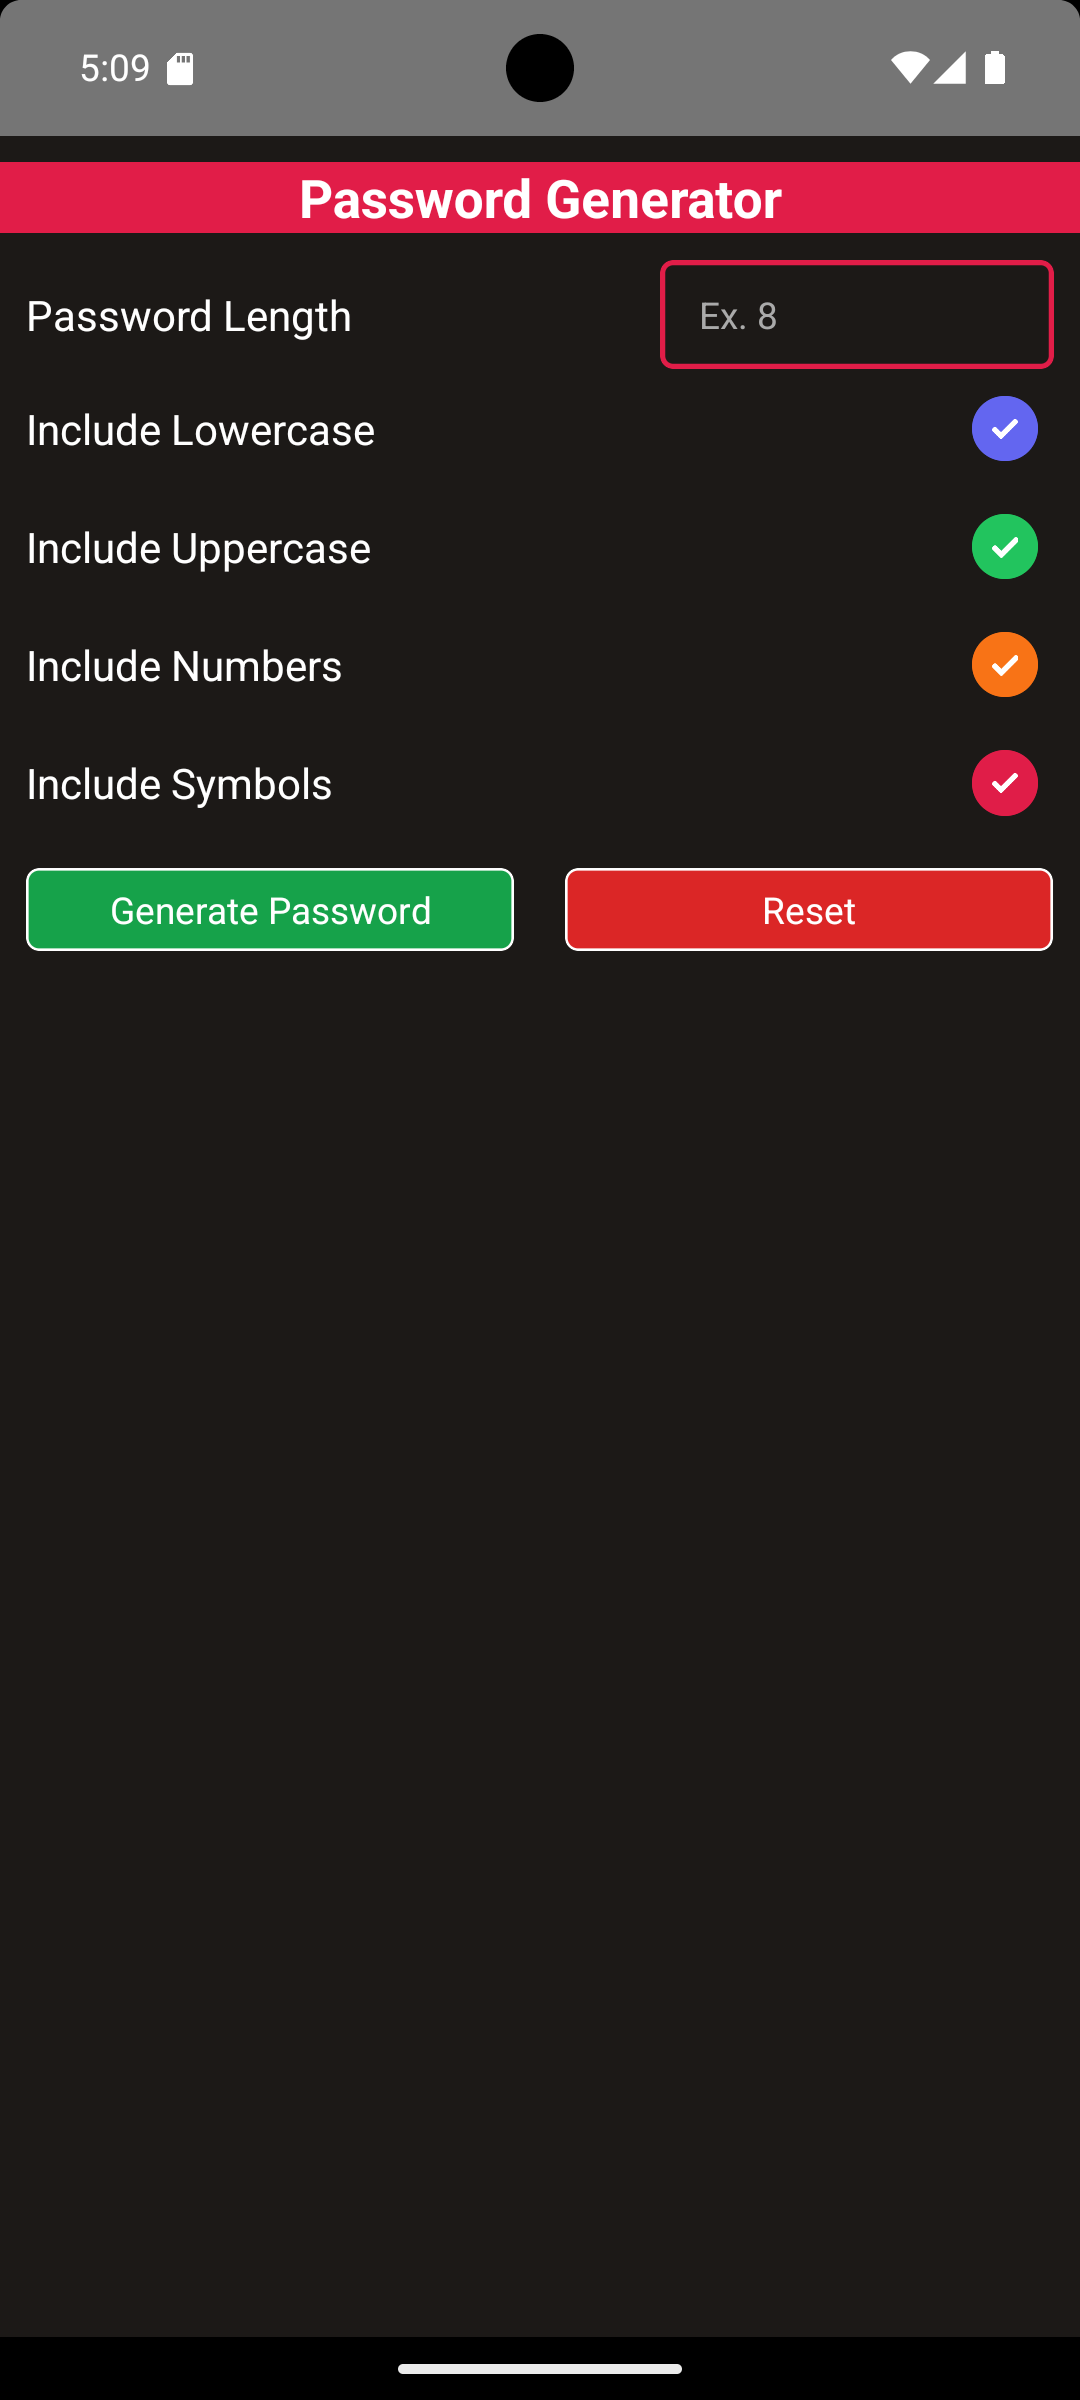 5:09
Password Generator
Password Length
Ex. 8
Include Lowercase
Include Uppercase
Include Numbers
Include Symbols
Generate Password
Reset